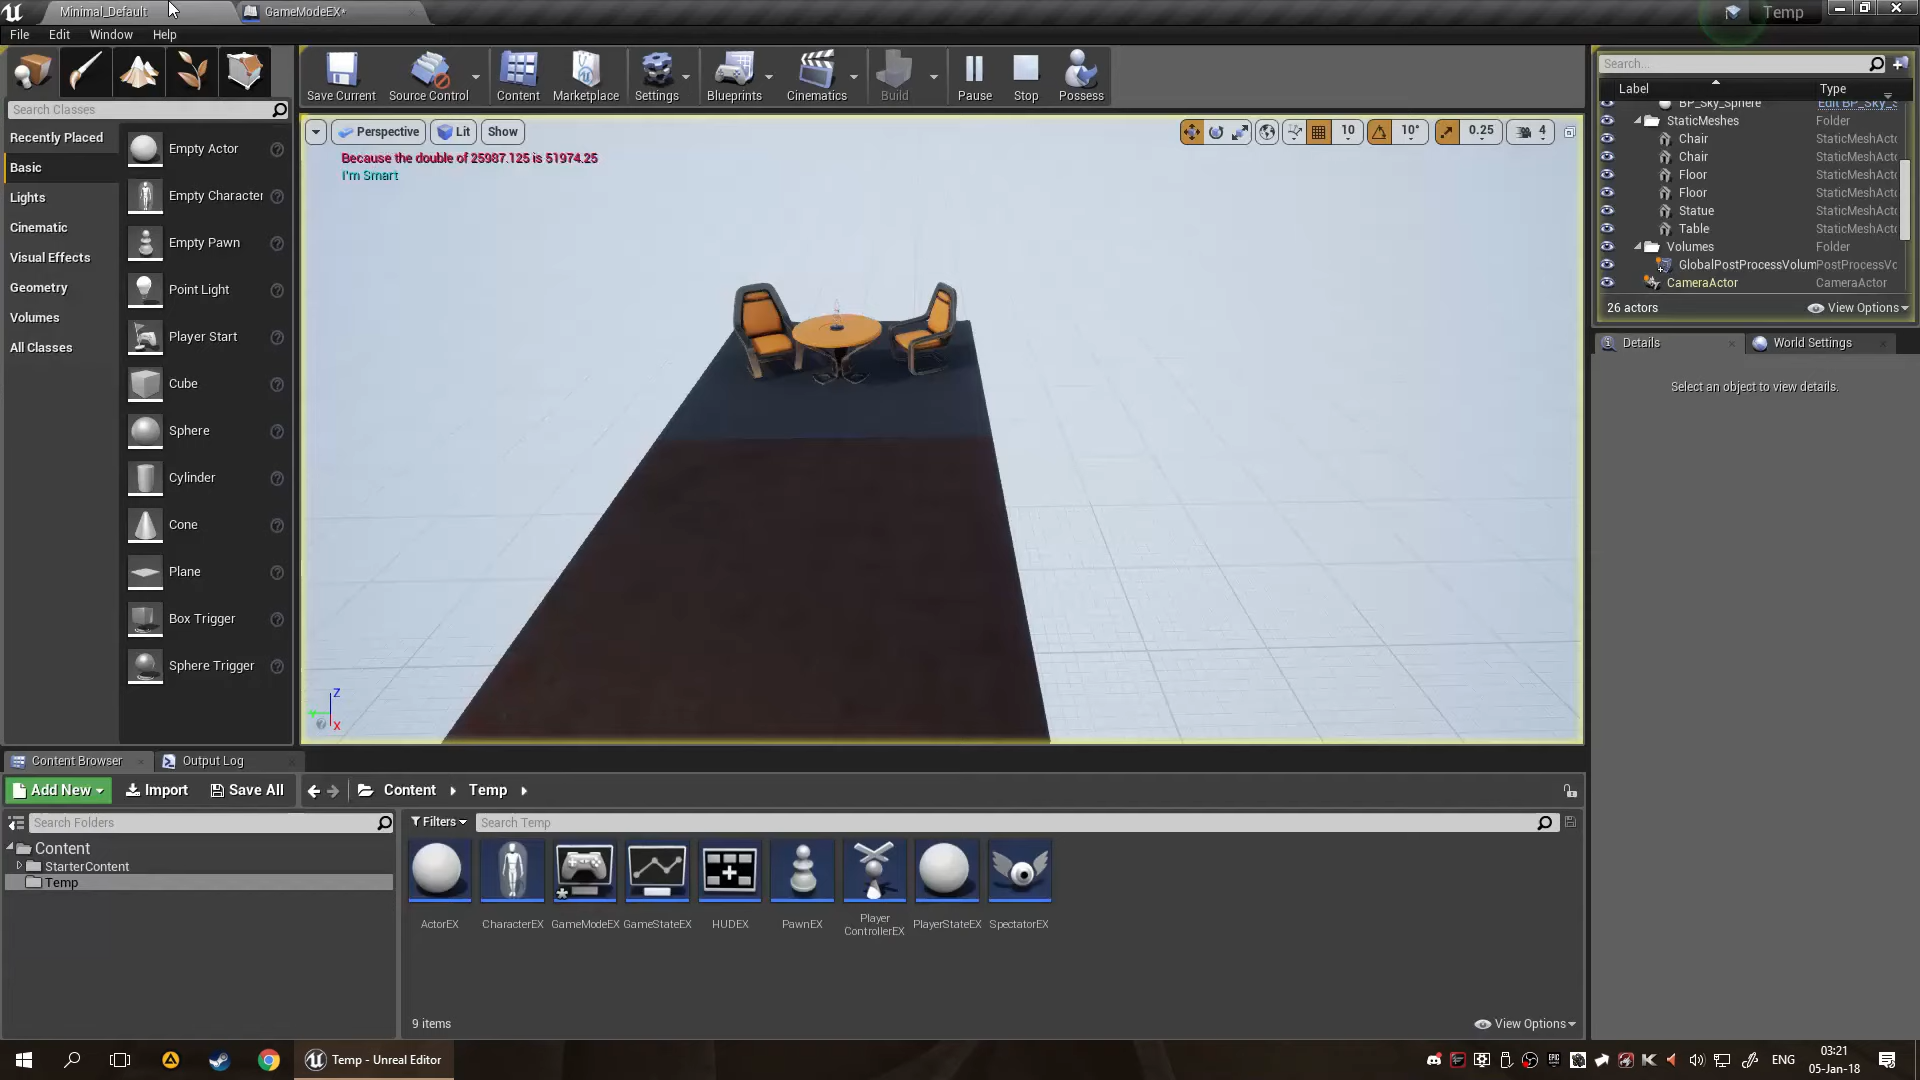 Minimal_Default
GameModeEX*
Temp
File Edit Window Help
Save Current
Source Control
Content
Marketplace
Settings
Blueprints
Cinematics
Build
Pause
Stop
Possess
Search Classes
Recently Placed
Basic
Lights
Cinematic
Visual Effects
Geometry
Volumes
All Classes
Empty Actor
Empty Character
Empty Pawn
Point Light
Player Start
Cube
Sphere
Cylinder
Cone
Plane
Box Trigger
Sphere Trigger
Perspective
Lit
Show
10
10°
0.25
4
Because the double of 25987.125 is 51974.25
I'm Smart
Z
X
Search...
Label Type
BP_Sky_Sphere Edit BP_Sky_S
StaticMeshes Folder
Chair StaticMeshActo
Chair StaticMeshActo
Floor StaticMeshActo
Floor StaticMeshActo
Statue StaticMeshActo
Table StaticMeshActo
Volumes Folder
GlobalPostProcessVolum PostProcessVo
CameraActor CameraActor
26 actors
View Options
Details
World Settings
Select an object to view details.
Content Browser
Output Log
Add New
Import
Save All
Content
Temp
Search Folders
Content
StarterContent
Temp
Filters
Search Temp
ActorEX
CharacterEX
GameModeEX
GameStateEX
HUDEX
PawnEX
Player
ControllerEX
PlayerStateEX
SpectatorEX
9 items
View Options
Temp - Unreal Editor
ENG
03:21
05-Jan-18